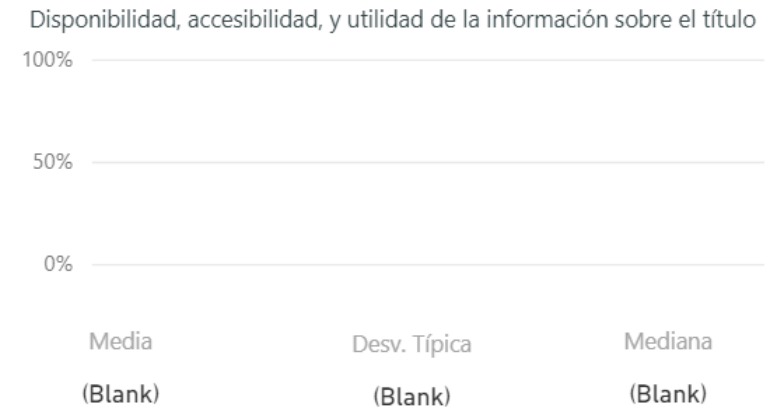 Disponibilidad, accesibilidad, y utilidad de la información sobre el título
100%
50%
0%
Media Desv. Típica Mediana
(Blank) (Blank) (Blank)